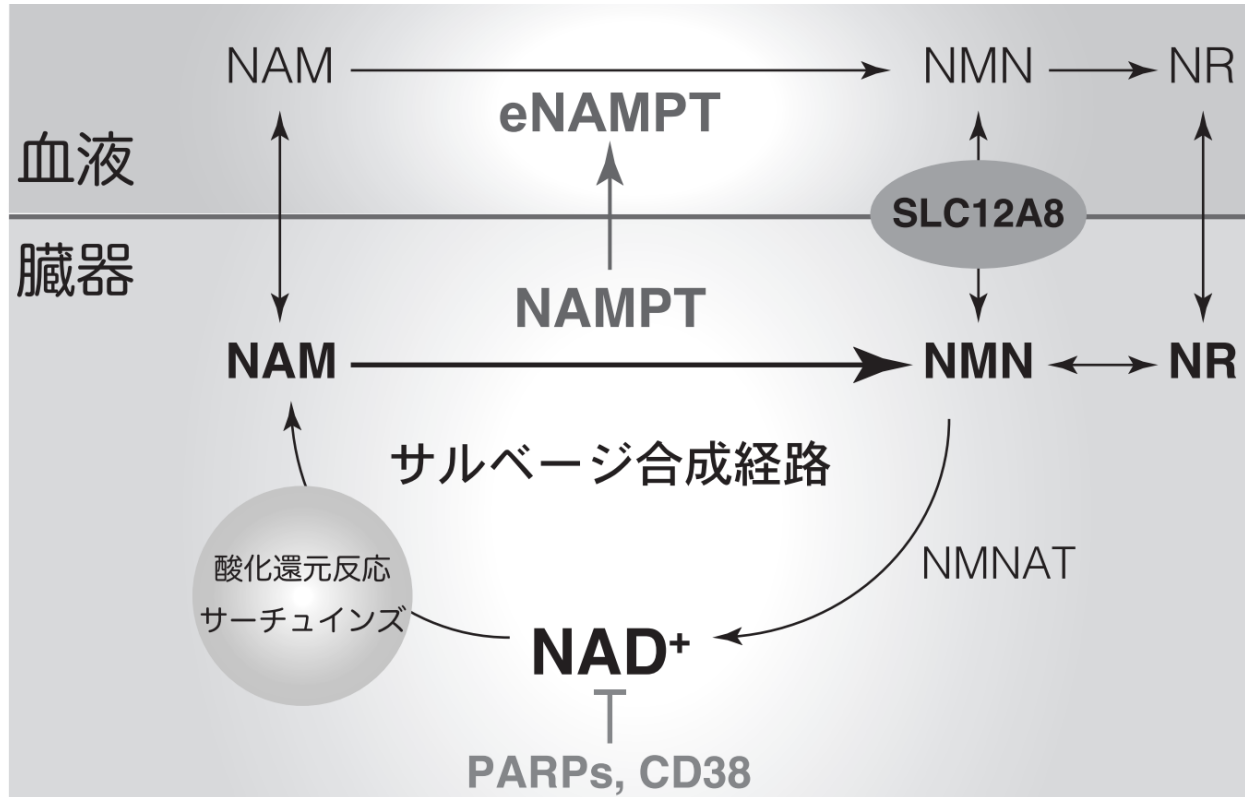 NAM
NMN
NR
eNAMPT
血液
SLC12A8
臓器
NAMPT
NAM
NMN
NR
サルベージ合成経路
酸化還元反応
サーチュインズ
NMNAT
NAD⁺
PARPs, CD38